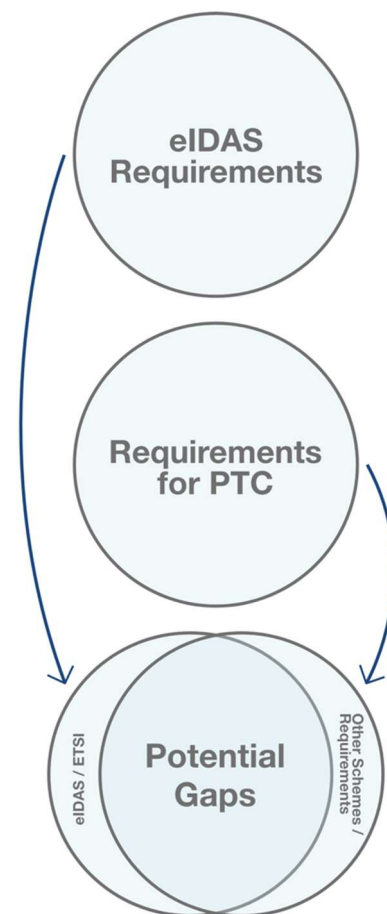 eIDAS
Requirements
Requirements
for PTC
eIDAS / ETSI
Potential
Gaps
Other Schemes /
Requirements